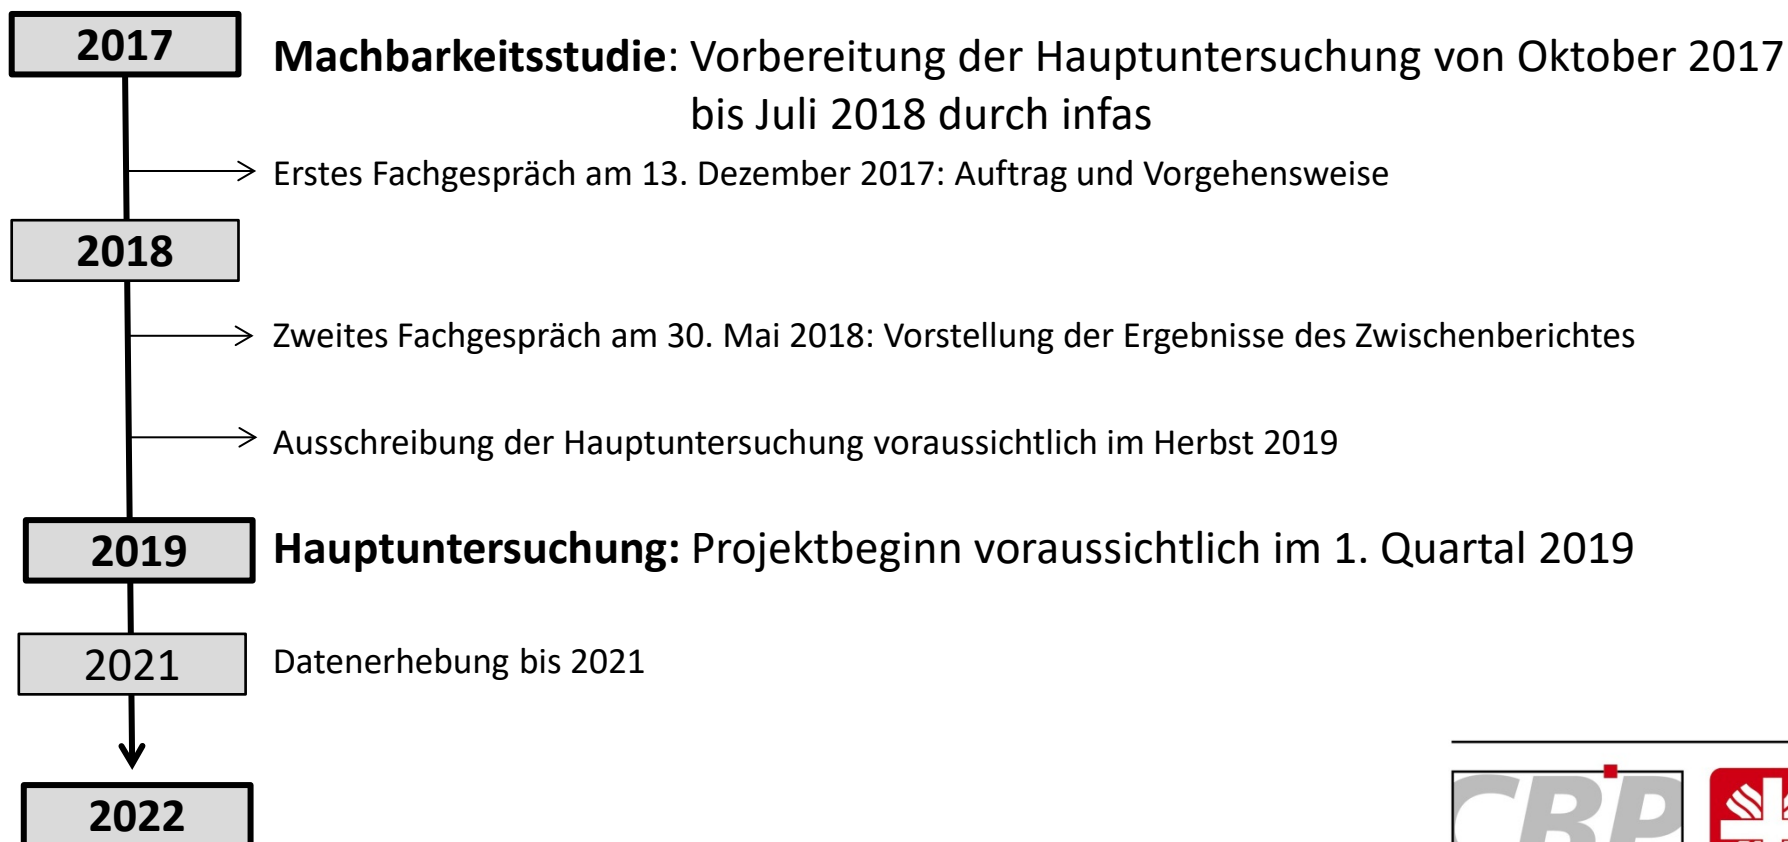 2017
Machbarkeitsstudie: Vorbereitung der Hauptuntersuchung von Oktober 2017
bis Juli 2018 durch infas
Erstes Fachgespräch am 13. Dezember 2017: Auftrag und Vorgehensweise
2018
Zweites Fachgespräch am 30. Mai 2018: Vorstellung der Ergebnisse des Zwischenberichtes
Ausschreibung der Hauptuntersuchung voraussichtlich im Herbst 2019
2019
Hauptuntersuchung: Projektbeginn voraussichtlich im 1. Quartal 2019
2021
Datenerhebung bis 2021
2022
CBP